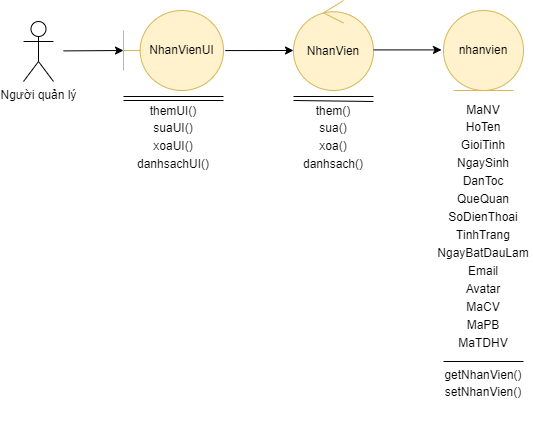 NhanVienUI
NhanVien
nhanvien
Người quản lý
themUI()
suaUI()
xoaUI()
danhsachUI()
them()
sua()
xoa()
danhsach()
MaNV
HoTen
GioiTinh
NgaySinh
DanToc
QueQuan
SoDienThoai
TinhTrang
NgayBatDauLam
Email
Avatar
MaCV
MaPB
MaTDHV
getNhanVien()
setNhanVien()